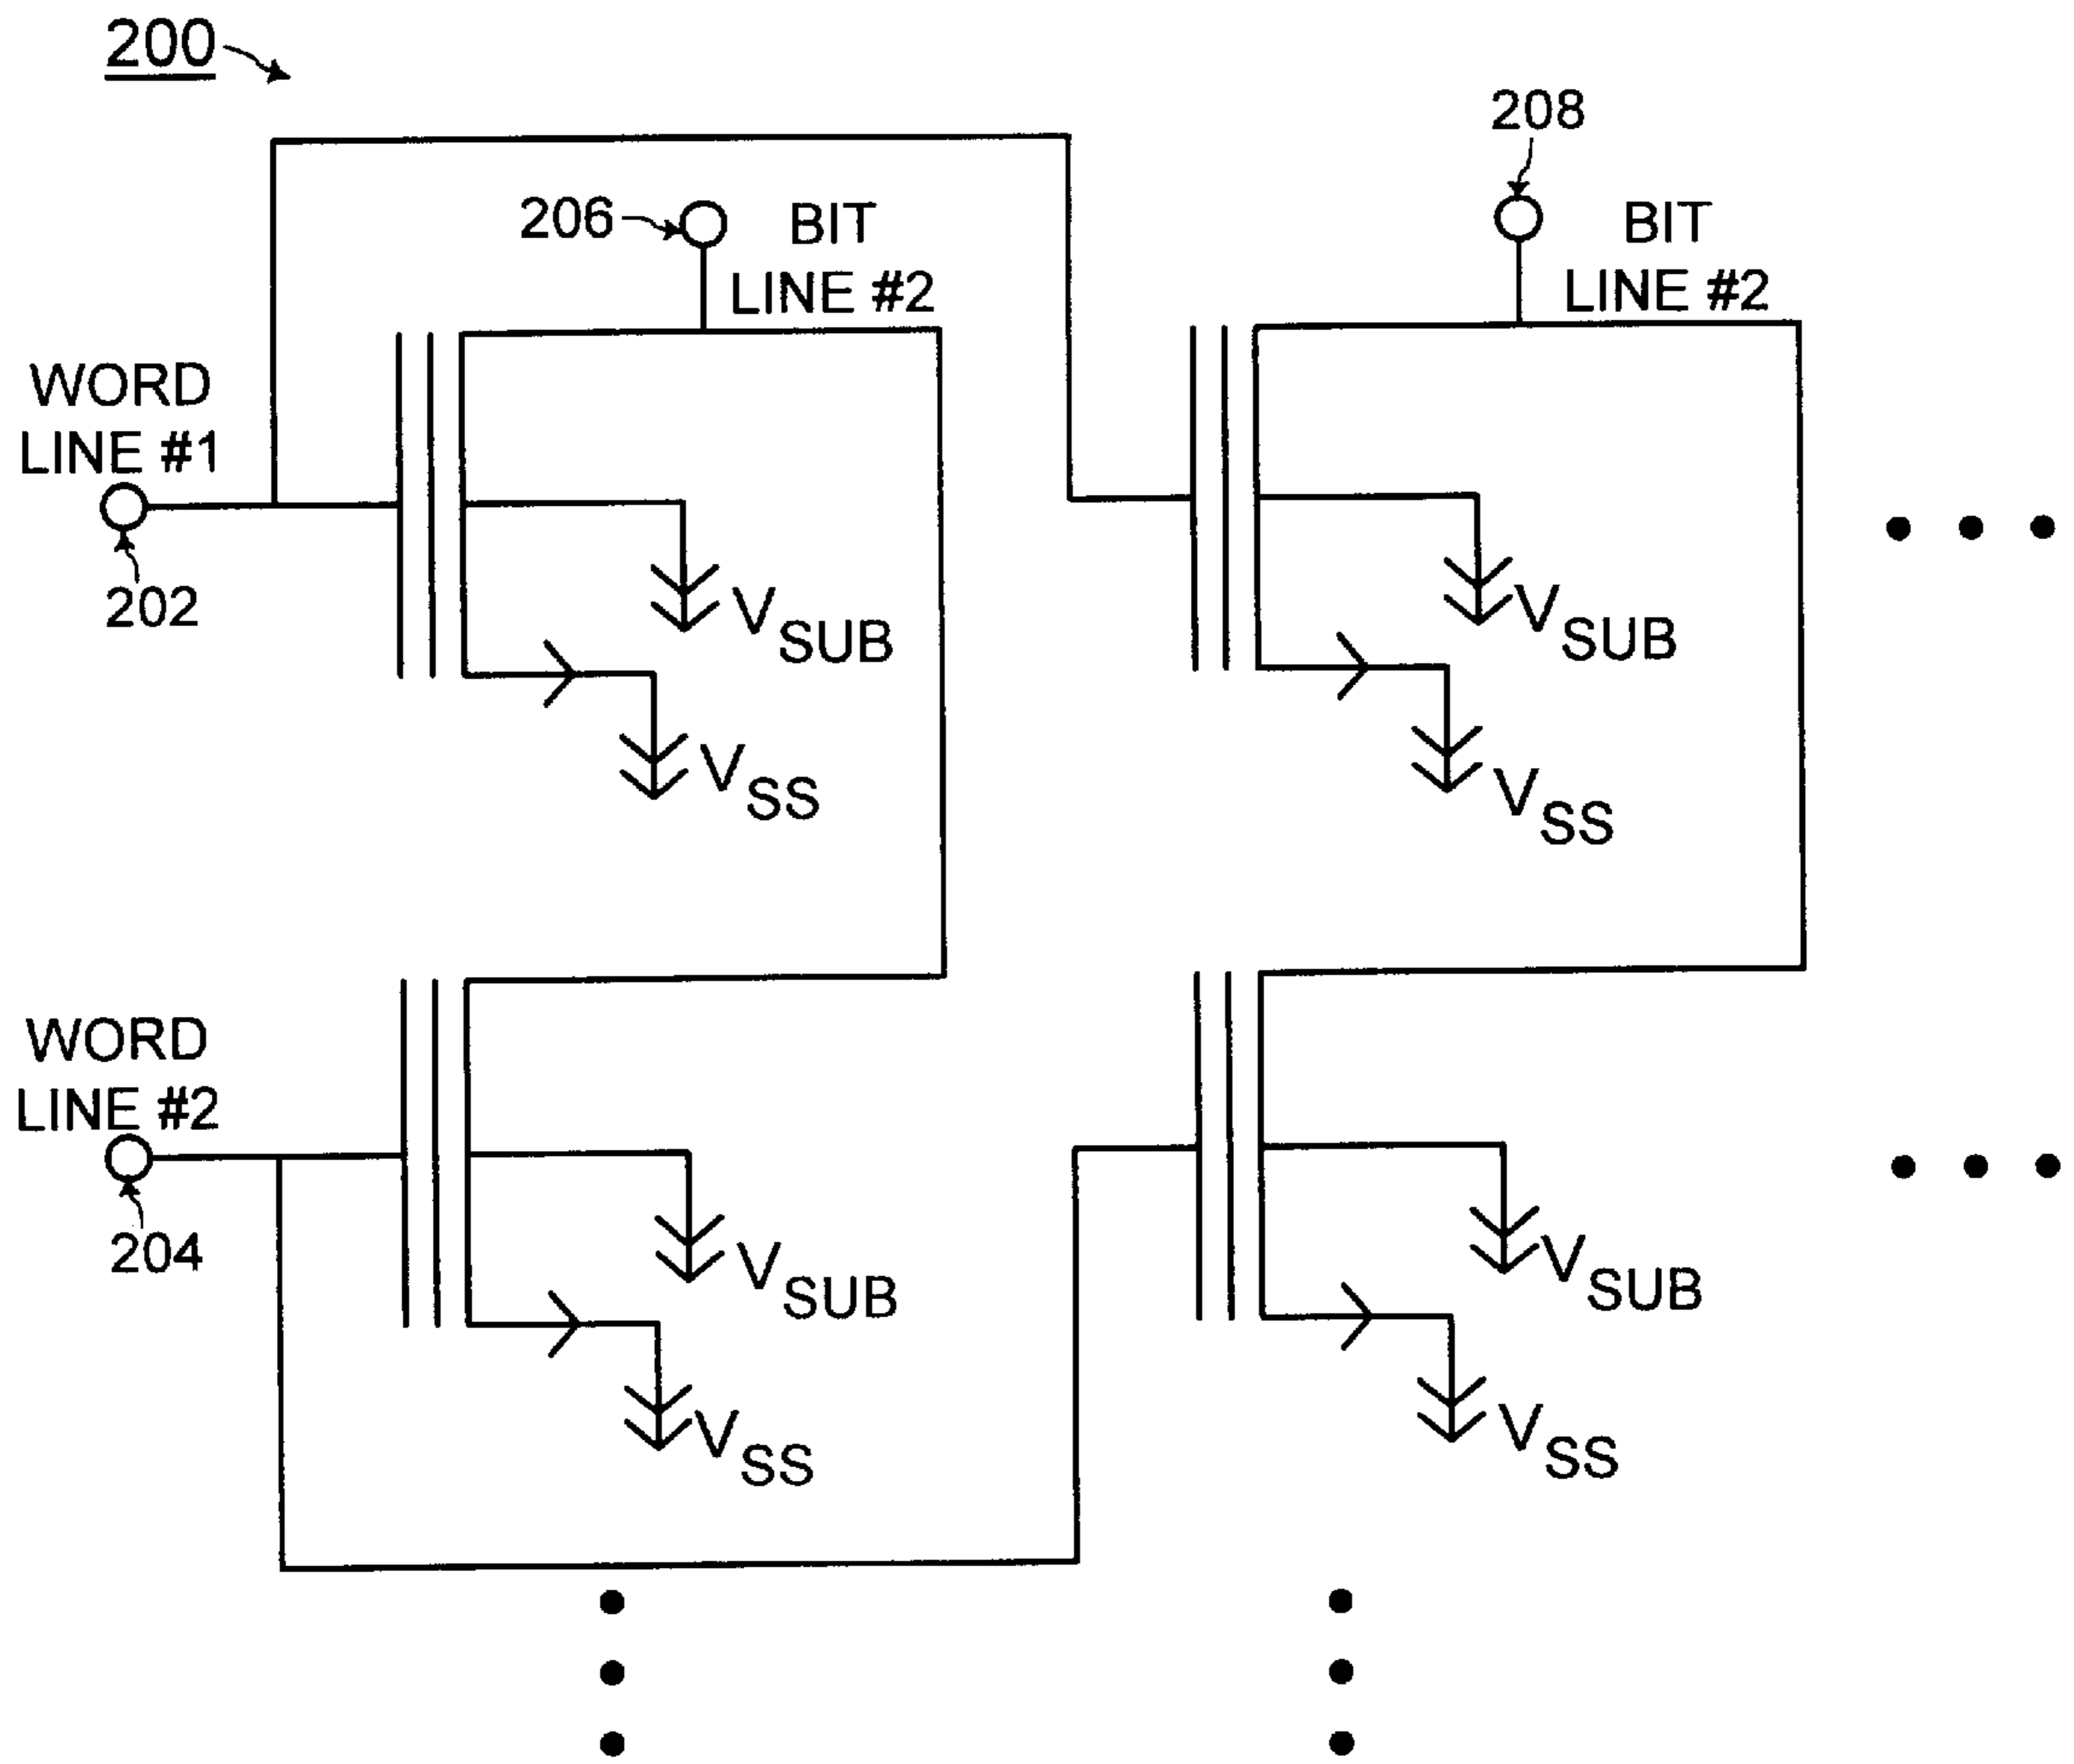 200
208
206
BIT
LINE #2
BIT
LINE #2
WORD
LINE #1
202
VSUB
VSS
VSUB
VSS
WORD
LINE #2
204
VSUB
VSS
VSUB
VSS